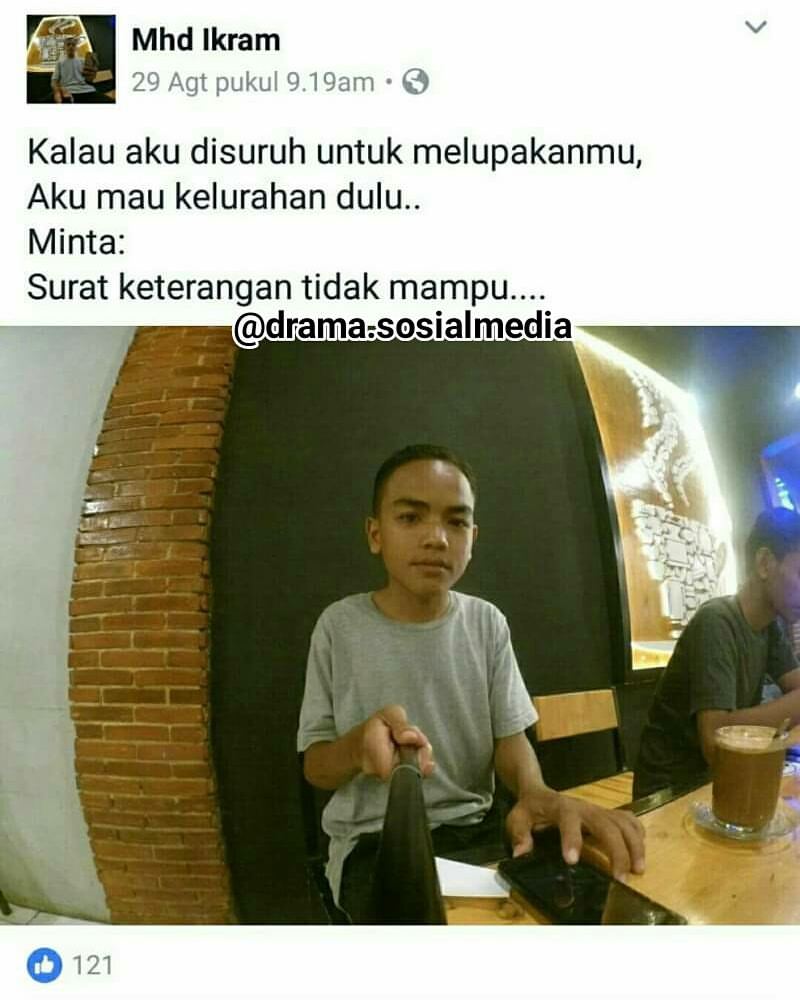 Mhd Ikram
29 Agt pukul 9.19am •
Kalau aku disuruh untuk melupakanmu,
Aku mau kelurahan dulu..
Minta:
Surat keterangan tidak mampu....
@drama.sosialmedia
121